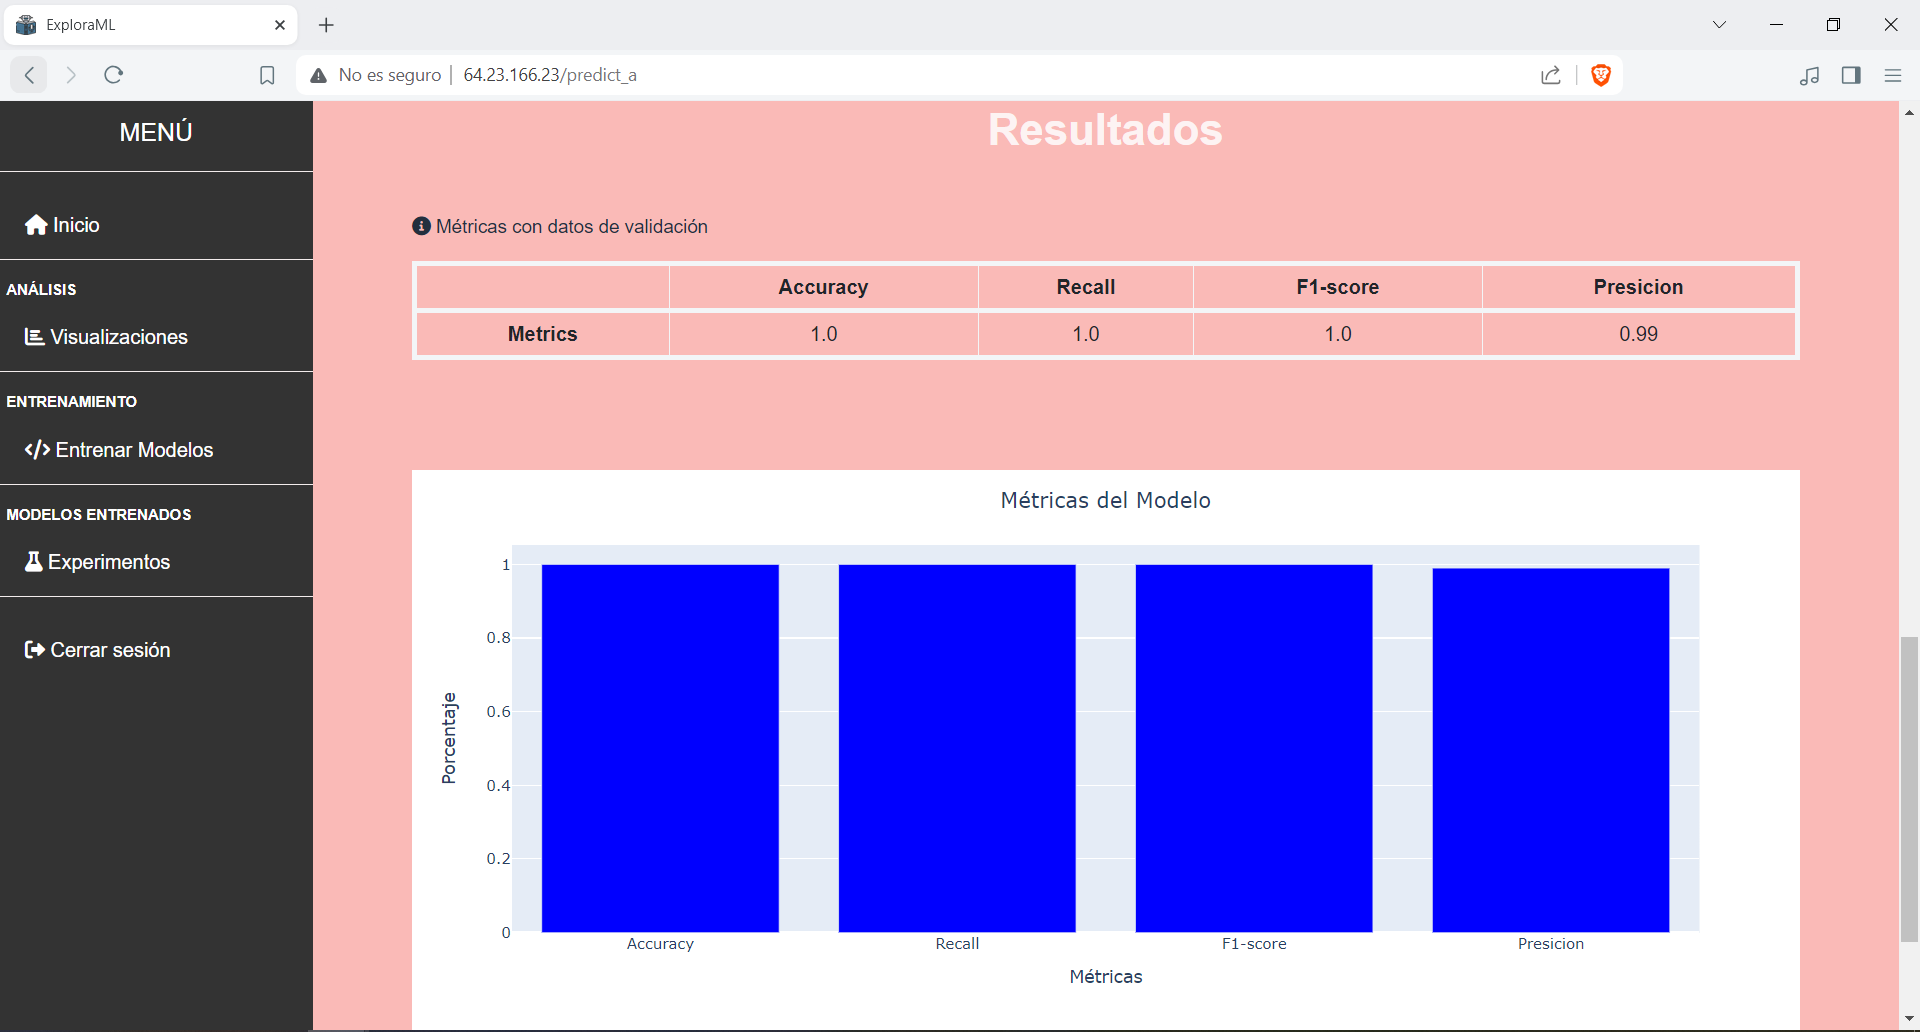 ExploraML
No es seguro 64.23.166.23/predict_a
MENÚ
Inicio
ANÁLISIS
Visualizaciones
ENTRENAMIENTO
Entrenar Modelos
MODELOS ENTRENADOS
Experimentos
Cerrar sesión
Resultados
Métricas con datos de validación
Accuracy Recall F1-score Presicion
Metrics 1.0 1.0 1.0 0.99
Métricas del Modelo
Porcentaje
1
0.8
0.6
0.4
0.2
0
Accuracy Recall F1-score Presicion
Métricas